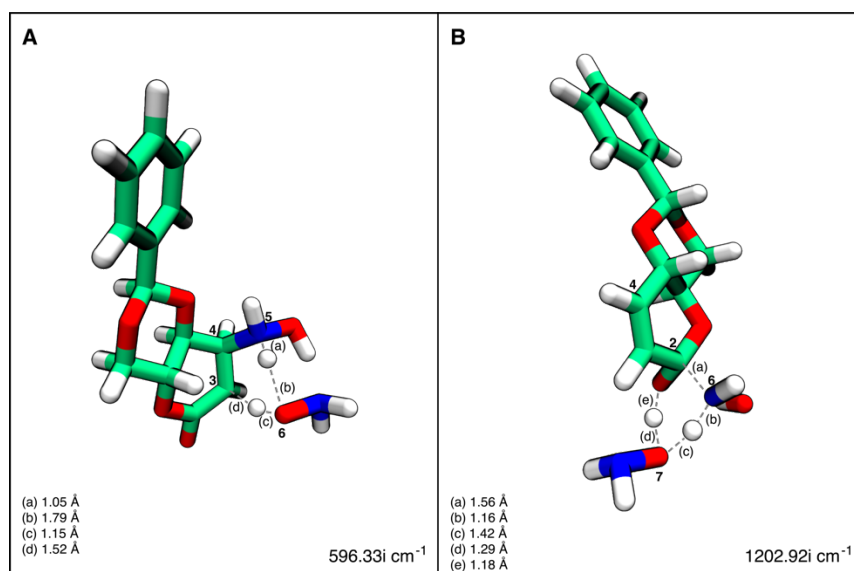 A
5
4
(a)
3
(b)
(d)
(c)
6
(a) 1.05 Å
(b) 1.79 Å
(c) 1.15 Å
(d) 1.52 Å
596.33i cm-1
B
4
2
(a)
6
(e)
(b)
(d)
(c)
7
(a) 1.56 Å
(b) 1.16 Å
(c) 1.42 Å
(d) 1.29 Å
(e) 1.18 Å
1202.92i cm-1